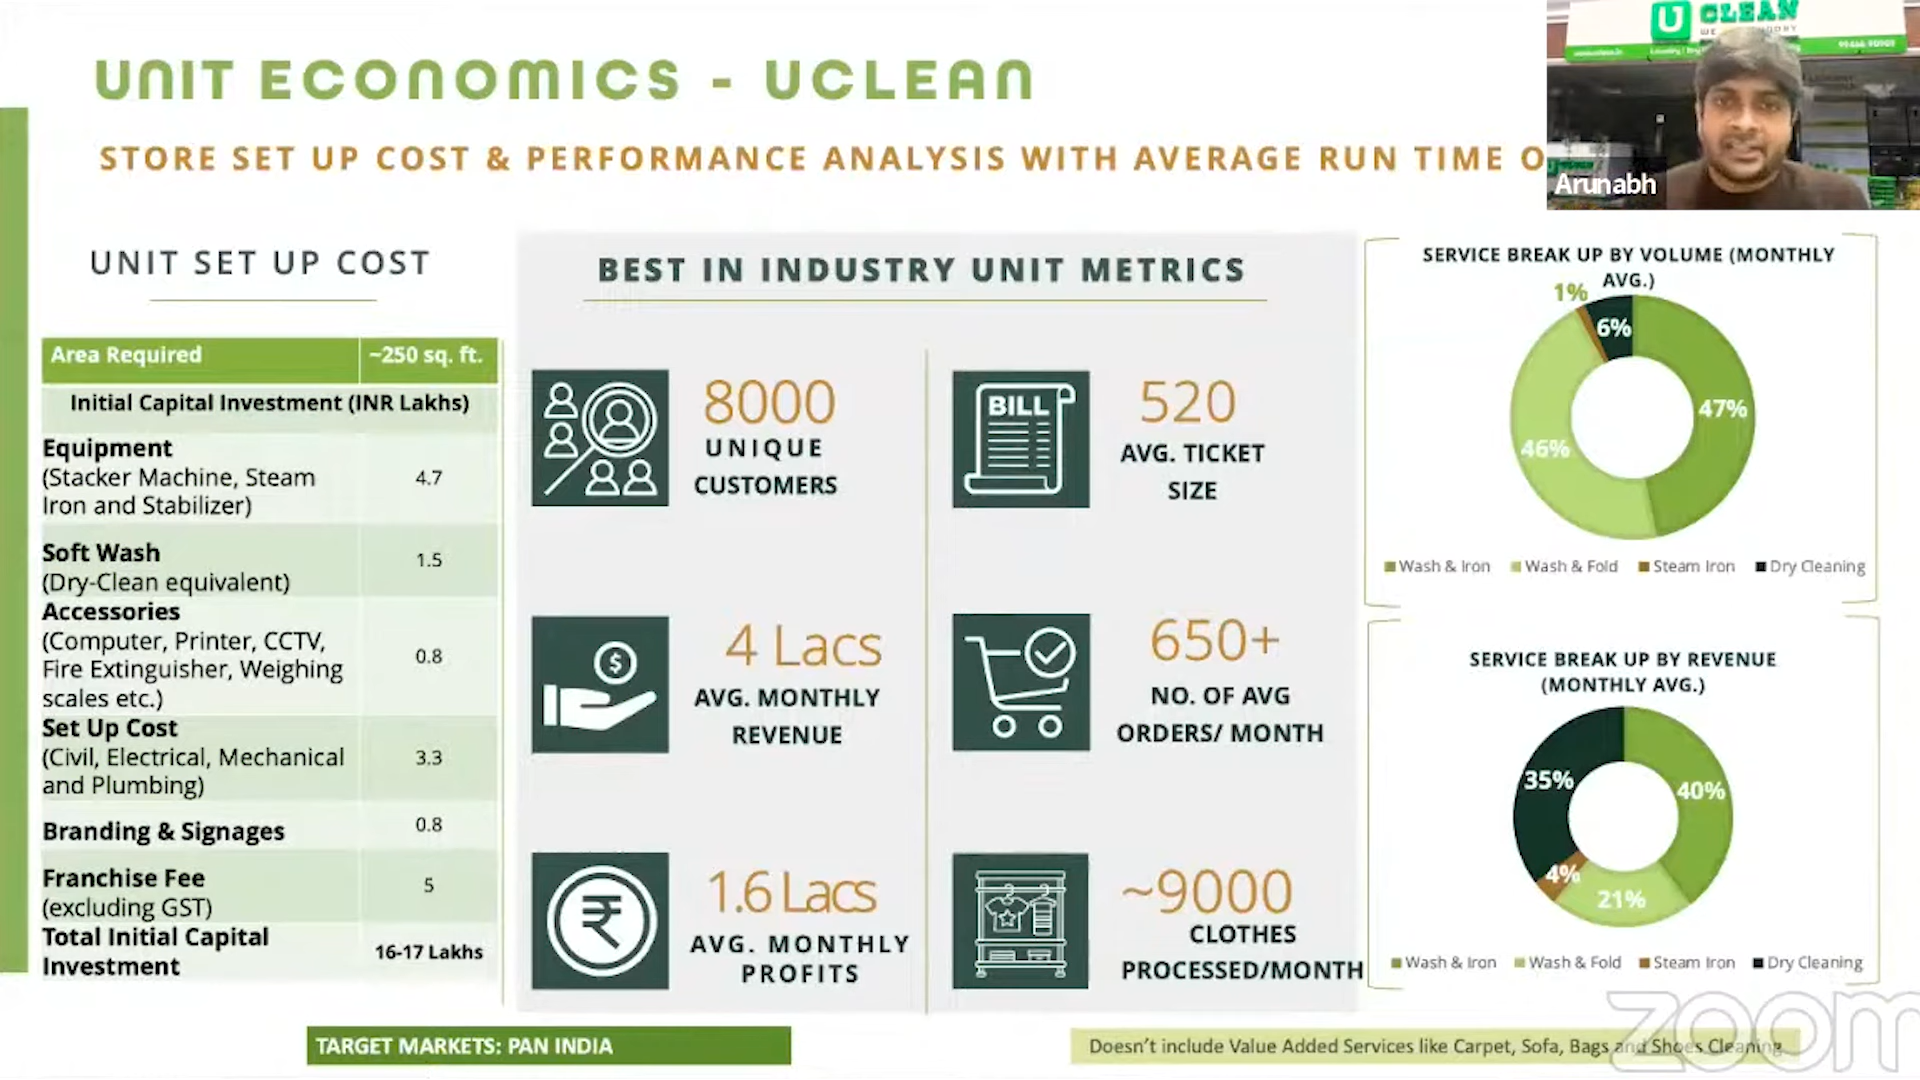 UNIT ECONOMICS - UCLEAN
STORE SET UP COST & PERFORMANCE ANALYSIS WITH AVERAGE RUN TIME O
CLEAN
Arunabh
UNIT SET UP COST
Area Required ~250 sq. ft.
Initial Capital Investment (INR Lakhs)
Equipment
(Stacker Machine, Steam
Iron and Stabilizer)
4.7
Soft Wash
(Dry-Clean equivalent)
1.5
Accessories
(Computer, Printer, CCTV,
Fire Extinguisher, Weighing
scales etc.)
0.8
Set Up Cost
(Civil, Electrical, Mechanical
and Plumbing)
3.3
Branding & Signages 0.8
Franchise Fee
(excluding GST)
5
Total Initial Capital
Investment
16-17 Lakhs
BEST IN INDUSTRY UNIT METRICS
8000
UNIQUE
CUSTOMERS
BILL
520
AVG. TICKET
SIZE
$
4 Lacs
AVG. MONTHLY
REVENUE
650+
NO. OF AVG
ORDERS/ MONTH
₹
1.6 Lacs
AVG. MONTHLY
PROFITS
~9000
CLOTHES
PROCESSED/MONTH
SERVICE BREAK UP BY VOLUME (MONTHLY
AVG.)
1%
6%
47%
46%
Wash & Iron Wash & Fold Steam Iron Dry Cleaning
SERVICE BREAK UP BY REVENUE
(MONTHLY AVG.)
35%
40%
4%
21%
Wash & Iron Wash & Fold Steam Iron Dry Cleaning
TARGET MARKETS: PAN INDIA
Doesn't include Value Added Services like Carpet, Sofa, Bags and Shoes Cleaning
zoom